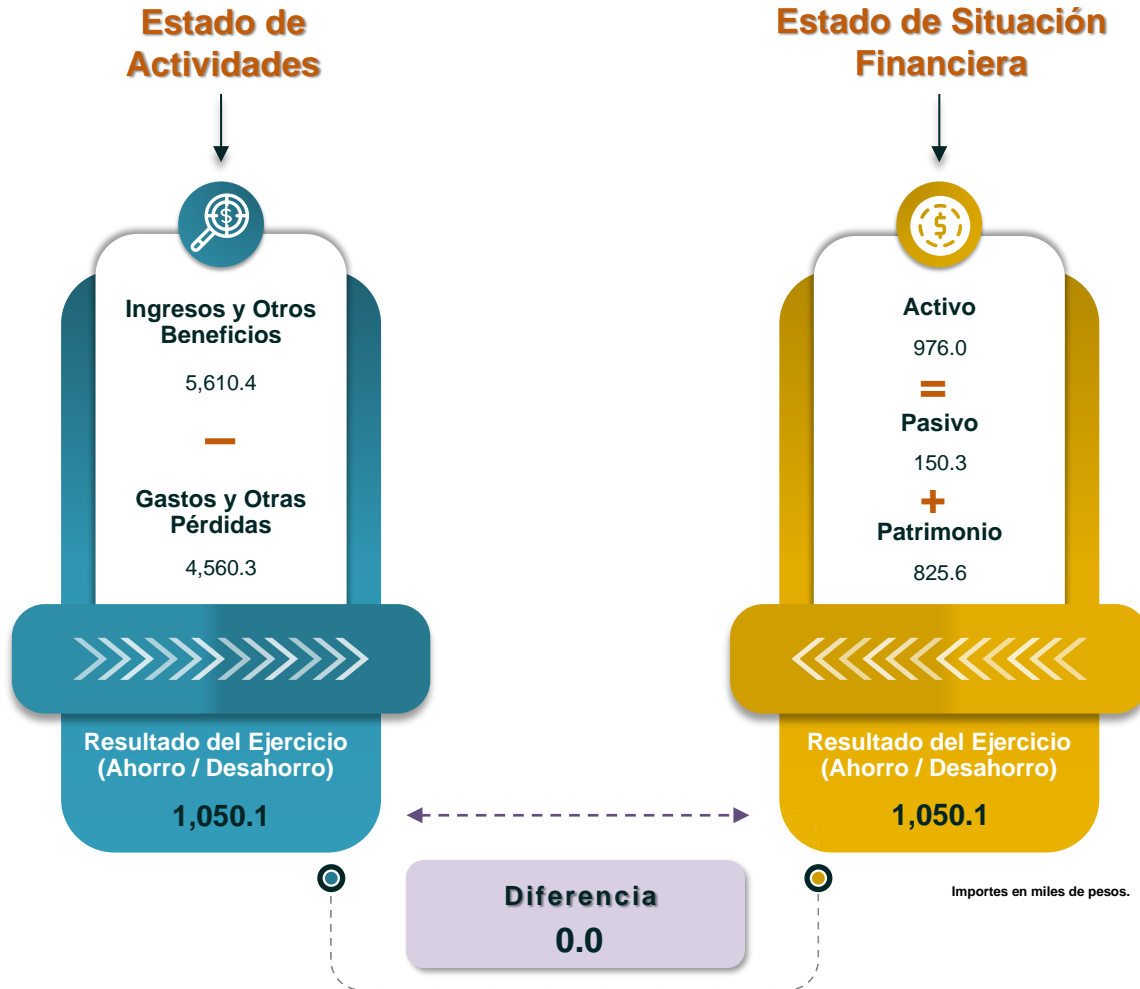 Estado de
Actividades
$
Ingresos y Otros
Beneficios
5,610.4
–
Gastos y Otras
Pérdidas
4,560.3
Resultado del Ejercicio
(Ahorro / Desahorro)
1,050.1
Estado de Situación
Financiera
$
Activo
976.0
=
Pasivo
150.3
+
Patrimonio
825.6
Resultado del Ejercicio
(Ahorro / Desahorro)
1,050.1
Diferencia
0.0
Importes en miles de pesos.